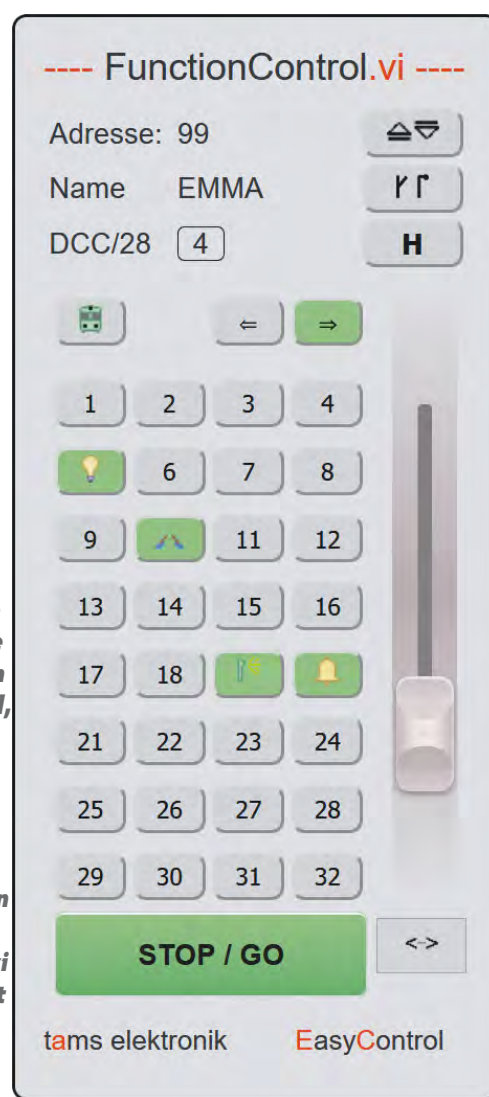 ---- FunctionControl.vi ----
Adresse: 99
Name EMMA
DCC/28 4
H
⇐ ⇒
1 2 3 4
6 7 8
9 11 12
13 14 15 16
17 18
21 22 23 24
25 26 27 28
29 30 31 32
STOP / GO <->
tams elektronik EasyControl